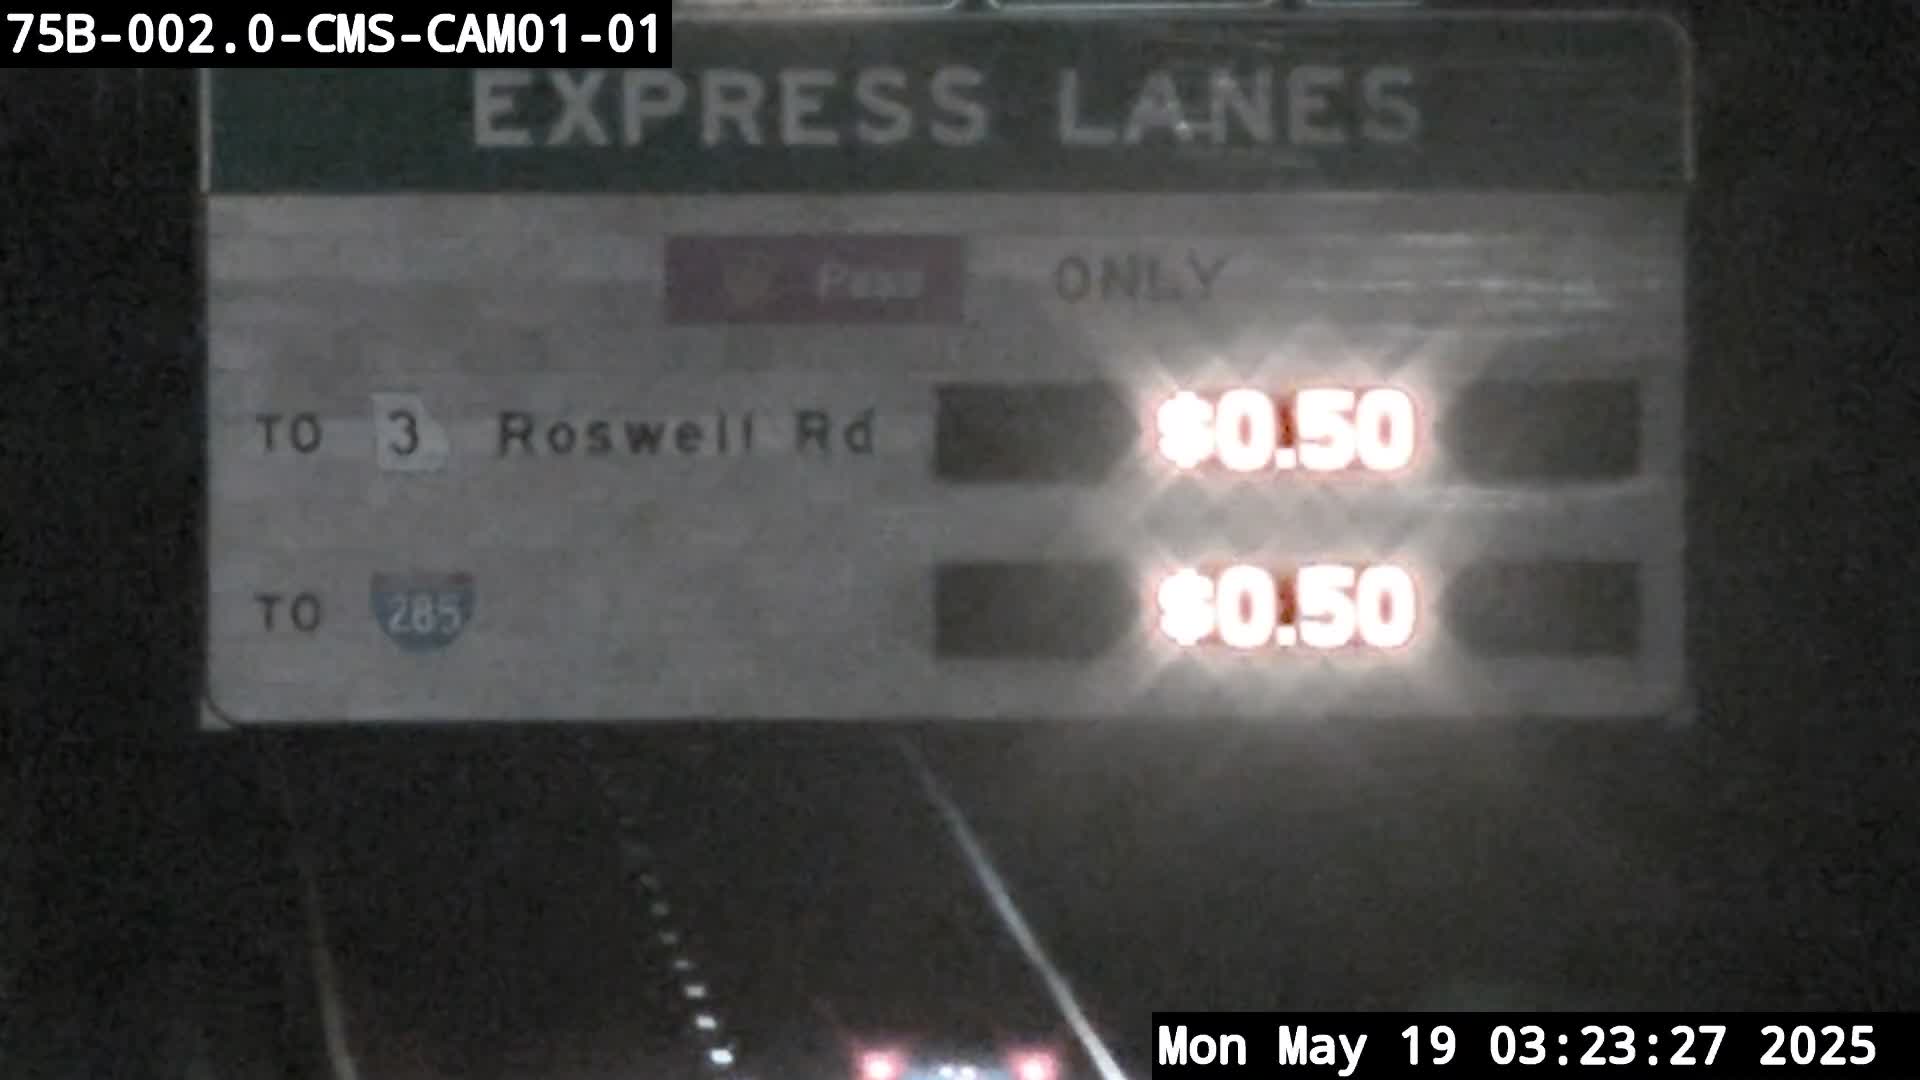 75B-002.0-CMS-CAM01-01
EXPRESS LANES
Pass ONLY
TO 3 Roswell Rd $0.50
TO 285 $0.50
Mon May 19 03:23:27 2025